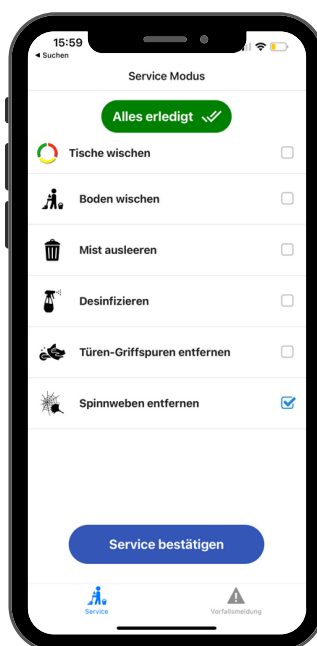 15:59
◀ Suchen
Service Modus
Alles erledigt
Tische wischen
Boden wischen
Mist ausleeren
Desinfizieren
Türen-Griffspuren entfernen
Spinnweben entfernen
Service bestätigen
Service
Vorfallsmeldung